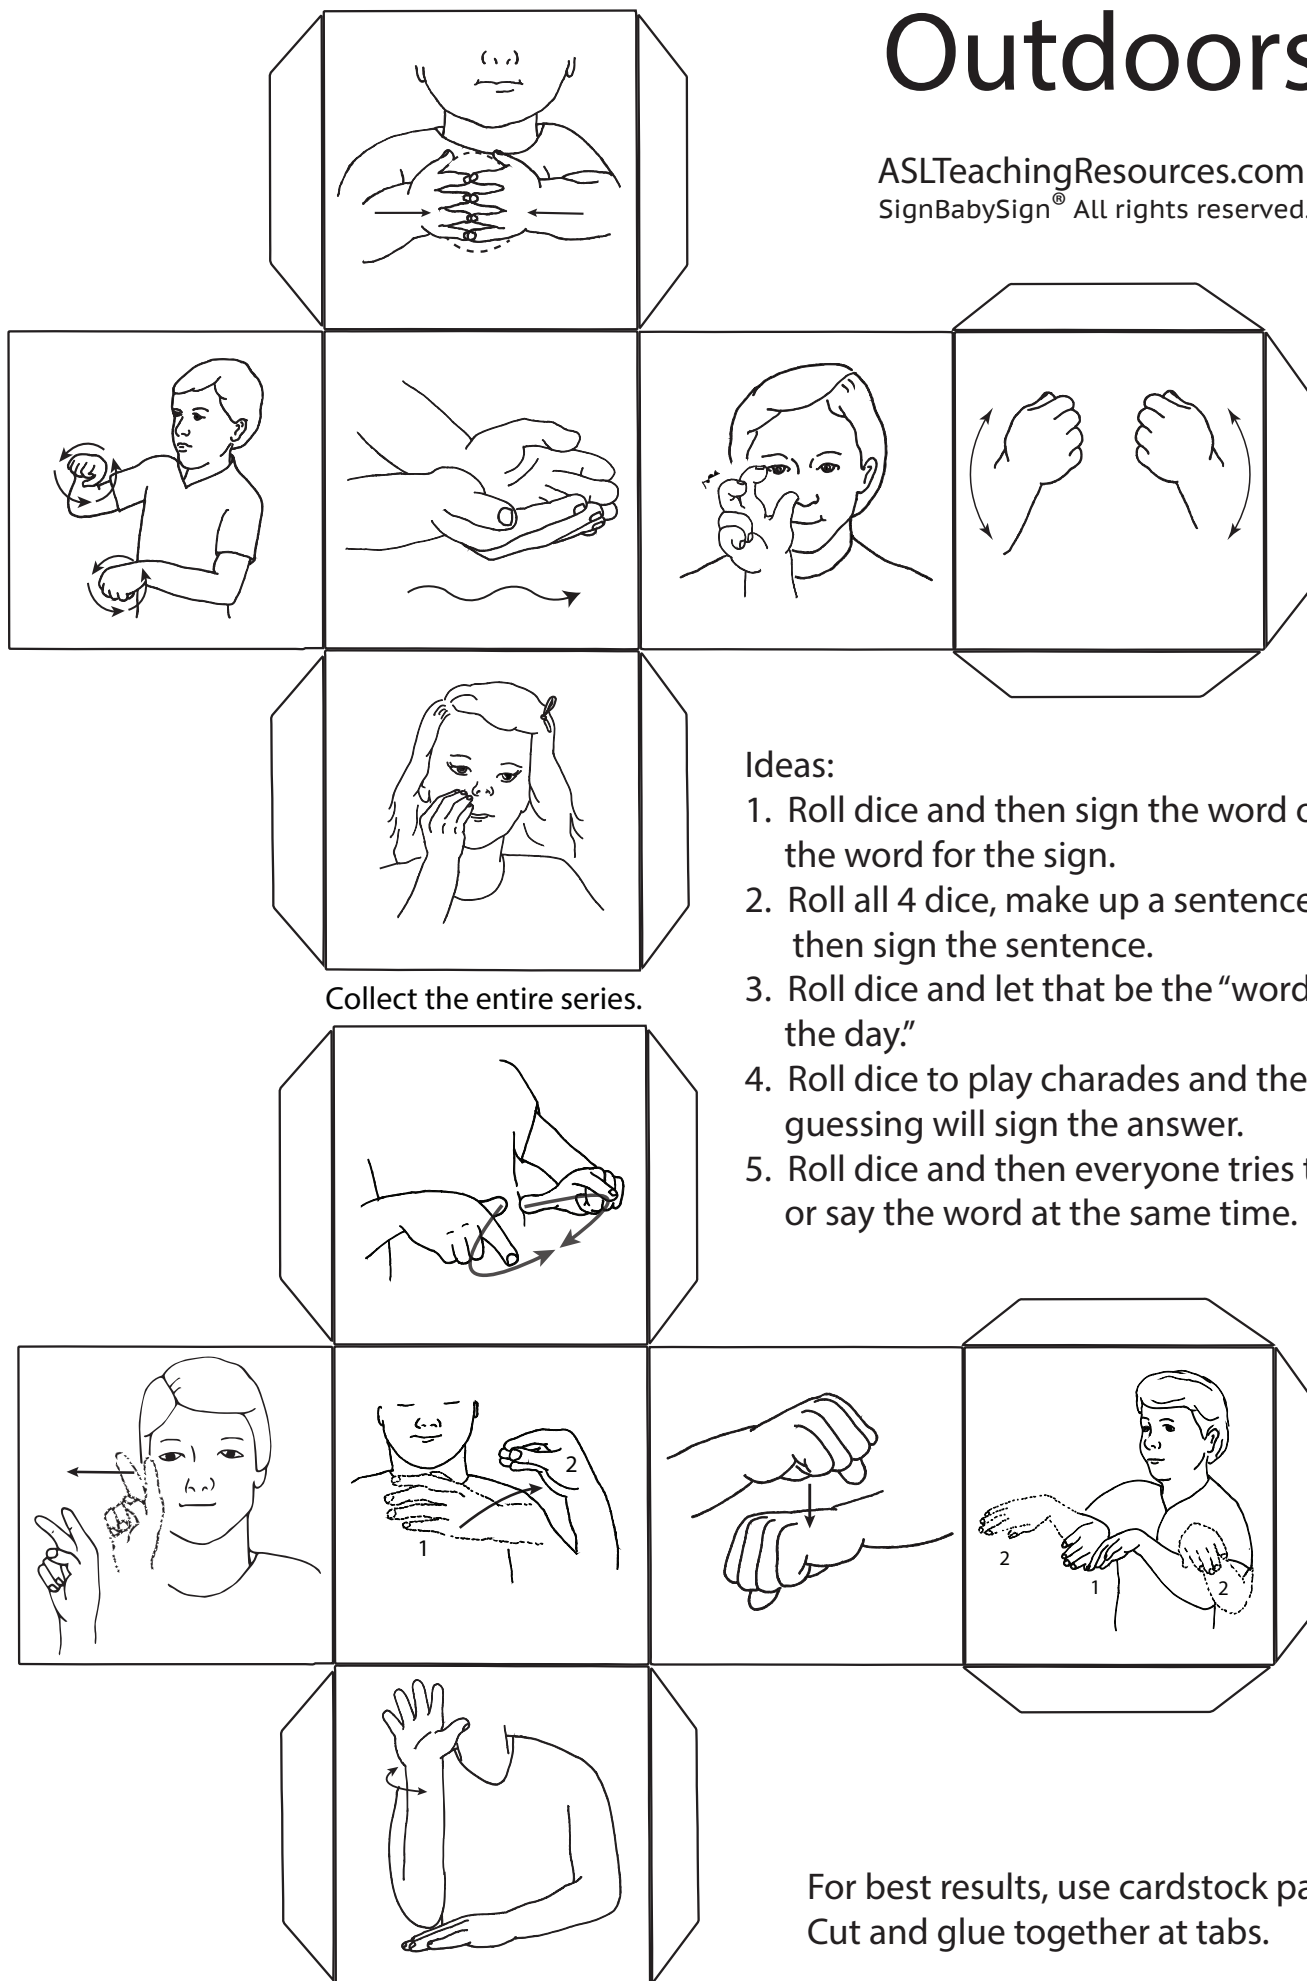 Outdoors
ASLTeachingResources.com
SignBabySign® All rights reserved.
Ideas:
1. Roll dice and then sign the word
the word for the sign.
2. Roll all 4 dice, make up a sentence
then sign the sentence.
3. Roll dice and let that be the “word
the day.”
4. Roll dice to play charades and the
guessing will sign the answer.
5. Roll dice and then everyone tries
or say the word at the same time.
Collect the entire series.
2
1
2
1
2
For best results, use cardstock
Cut and glue together at tabs.